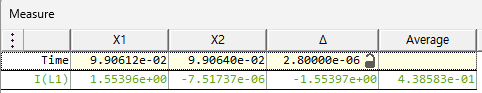 Measure
X1 X2 Δ Average
Time 9.90612e-02 9.90640e-02 2.80000e-06
I(L1) 1.55396e+00 -7.51737e-06 -1.55397e+00 4.38583e-01